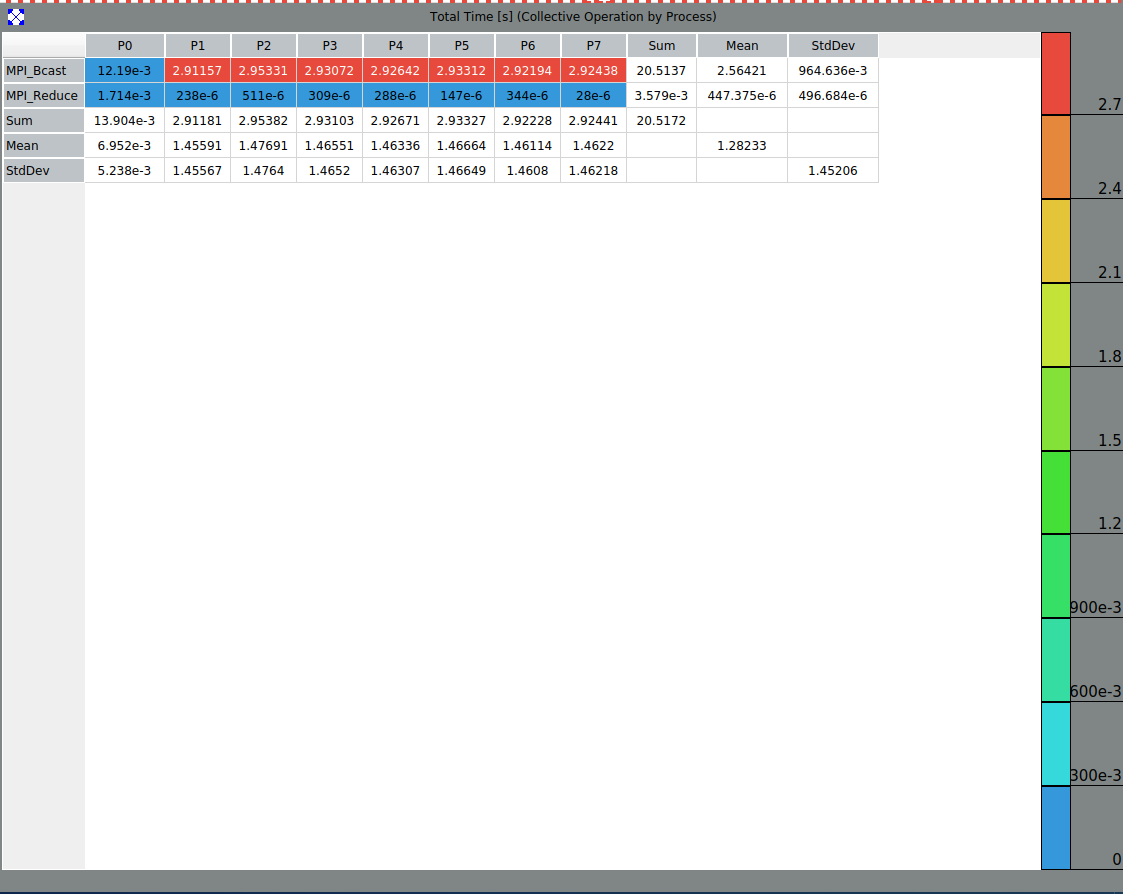 Total Time [s] (Collective Operation by Process)
P0 P1 P2 P3 P4 P5 P6 P7 Sum Mean StdDev
MPI_Bcast 12.19e-3 2.91157 2.95331 2.93072 2.92642 2.93312 2.92194 2.92438 20.5137 2.56421 964.636e-3
MPI_Reduce 1.714e-3 238e-6 511e-6 309e-6 288e-6 147e-6 344e-6 28e-6 3.579e-3 447.375e-6 496.684e-6
Sum 13.904e-3 2.91181 2.95382 2.93103 2.92671 2.93327 2.92228 2.92441 20.5172
Mean 6.952e-3 1.45591 1.47691 1.46551 1.46336 1.46664 1.46114 1.4622 1.28233
StdDev 5.238e-3 1.45567 1.4764 1.4652 1.46307 1.46649 1.4608 1.46218 1.45206
2.7
2.4
2.1
1.8
1.5
1.2
900e-3
600e-3
300e-3
0